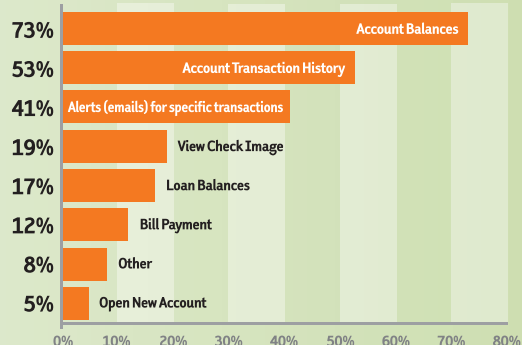 73% Account Balances
53% Account Transaction History
41% Alerts (emails) for specific transactions
19% View Check Image
17% Loan Balances
12% Bill Payment
8% Other
5% Open New Account
0% 10% 20% 30% 40% 50% 60% 70% 80%